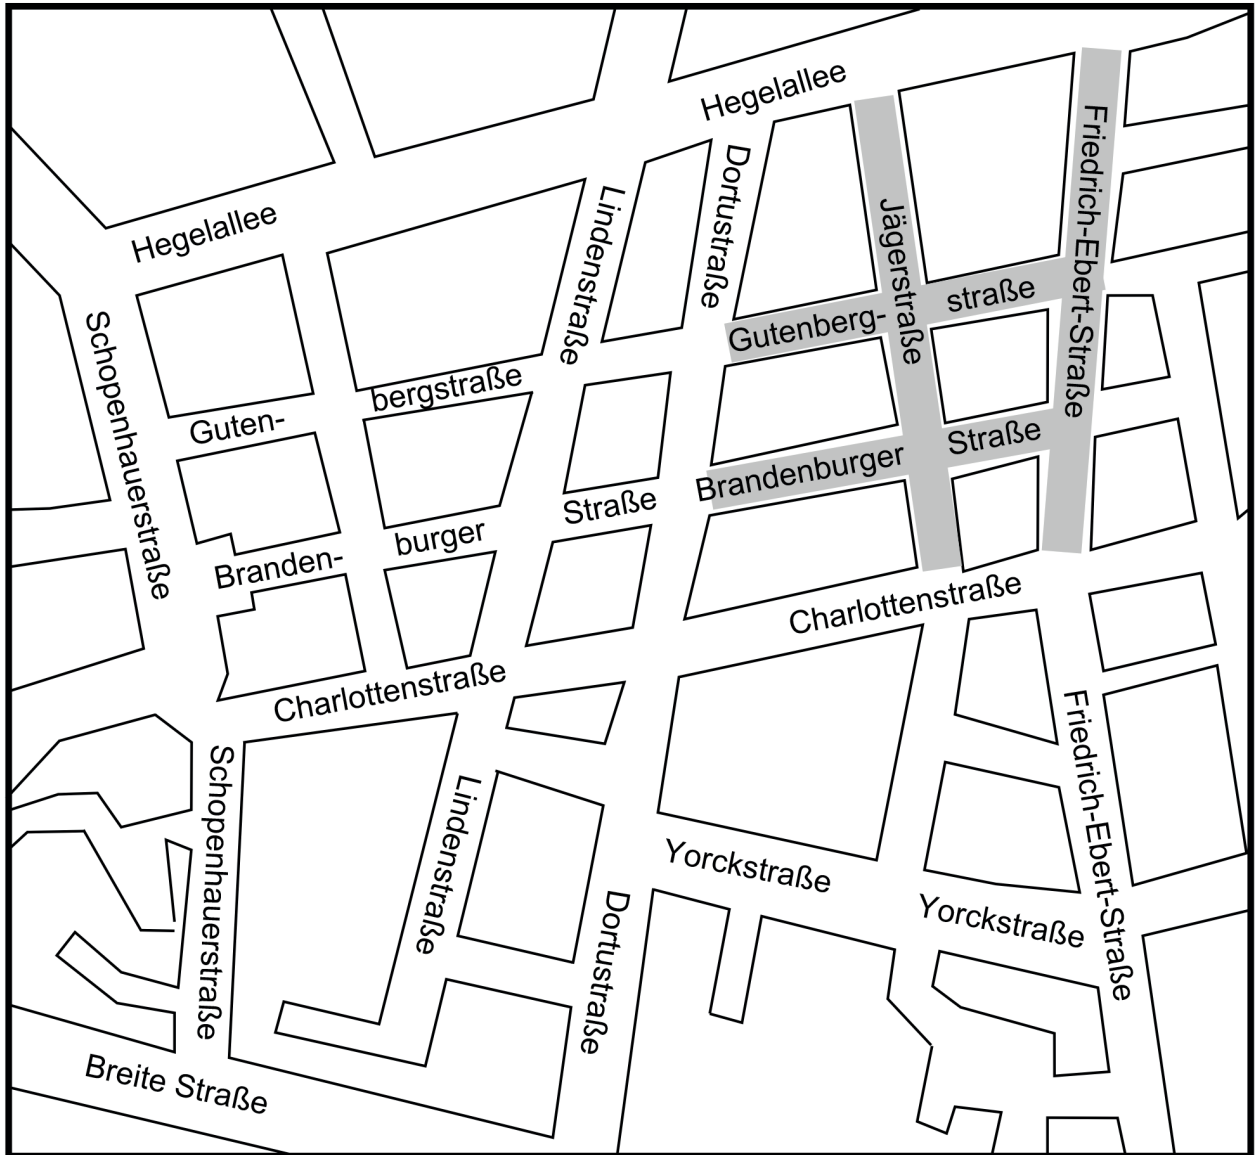 Hegelallee
Friedrich-Ebert-Straße
Dortustraße
Lindenstraße
Jägerstraße
Hegelallee
straße
Gutenberg-
Schopenhauerstraße
bergstraße
Guten-
Straße
Brandenburger
Straße
burger
Branden-
Charlottenstraße
Charlottenstraße
Friedrich-Ebert-Straße
Schopenhauerstraße
Lindenstraße
Yorckstraße
Yorckstraße
Dortustraße
Breite Straße